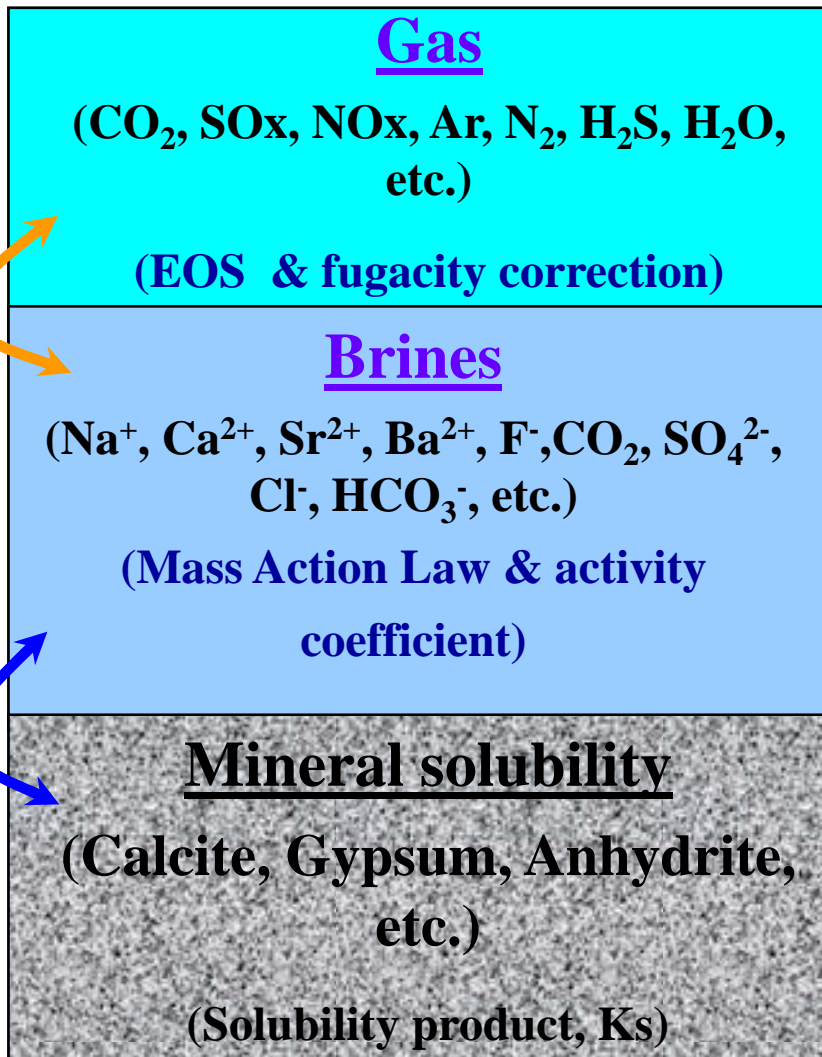 Gas
(CO₂, SOx, NOx, Ar, N₂, H₂S, H₂O,
etc.)
(EOS & fugacity correction)
Brines
(Na⁺, Ca²⁺, Sr²⁺, Ba²⁺, F⁻,CO₂, SO₄²⁻,
Cl⁻, HCO₃⁻, etc.)
(Mass Action Law & activity
coefficient)
Mineral solubility
(Calcite, Gypsum, Anhydrite,
etc.)
(Solubility product, Ks)